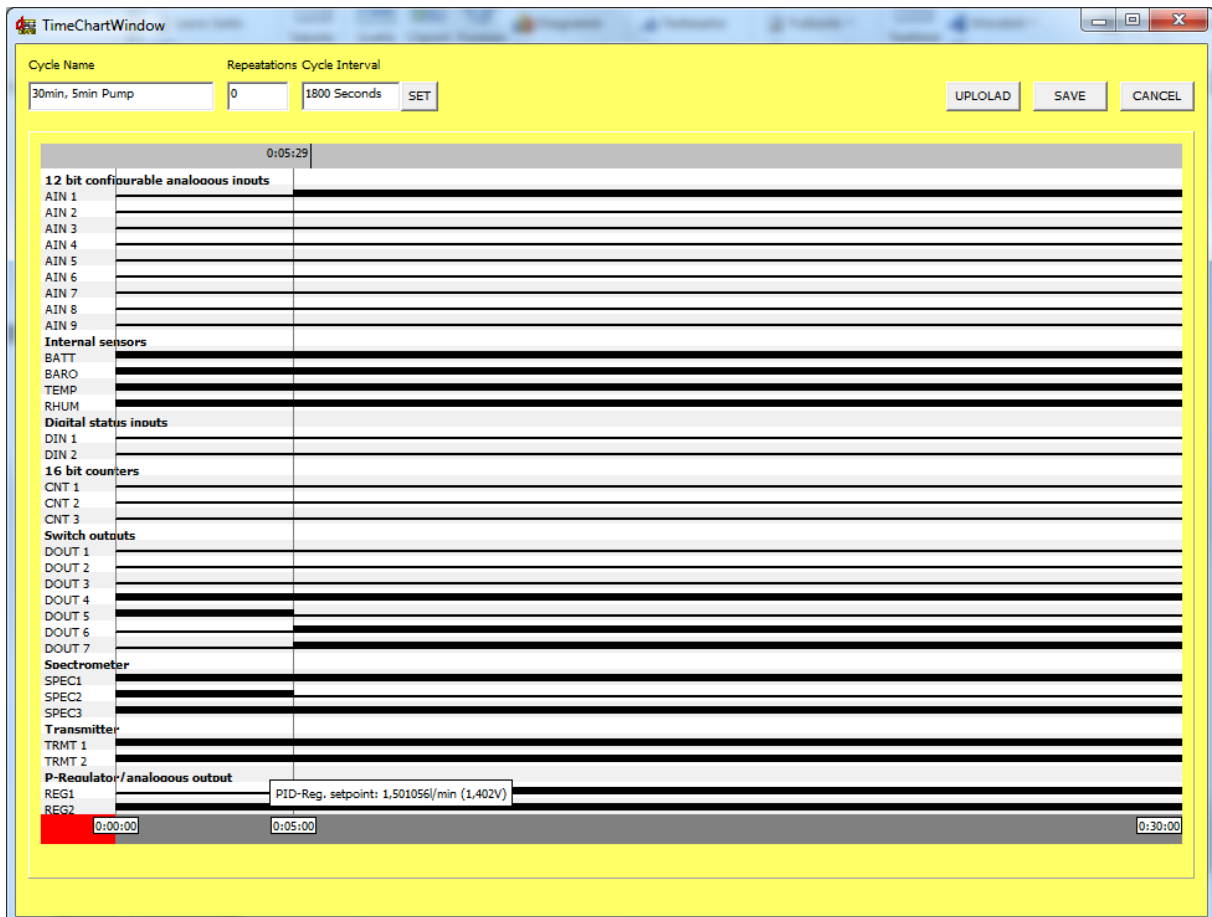 TimeChartWindow
Cycle Name Repeatations Cycle Interval
30min, 5min Pump 0 1800 Seconds SET UPLOLAD SAVE CANCEL
0:05:29
12 bit configurable analogous inputs
AIN 1
AIN 2
AIN 3
AIN 4
AIN 5
AIN 6
AIN 7
AIN 8
AIN 9
Internal sensors
BATT
BARO
TEMP
RHUM
Digital status inputs
DIN 1
DIN 2
16 bit counters
CNT 1
CNT 2
CNT 3
Switch outputs
DOUT 1
DOUT 2
DOUT 3
DOUT 4
DOUT 5
DOUT 6
DOUT 7
Spectrometer
SPEC1
SPEC2
SPEC3
Transmitter
TRMT 1
TRMT 2
P-Regulator/analogous output
REG1 PID-Reg. setpoint: 1,501056l/min (1,402V)
REG2
0:00:00 0:05:00 0:30:00